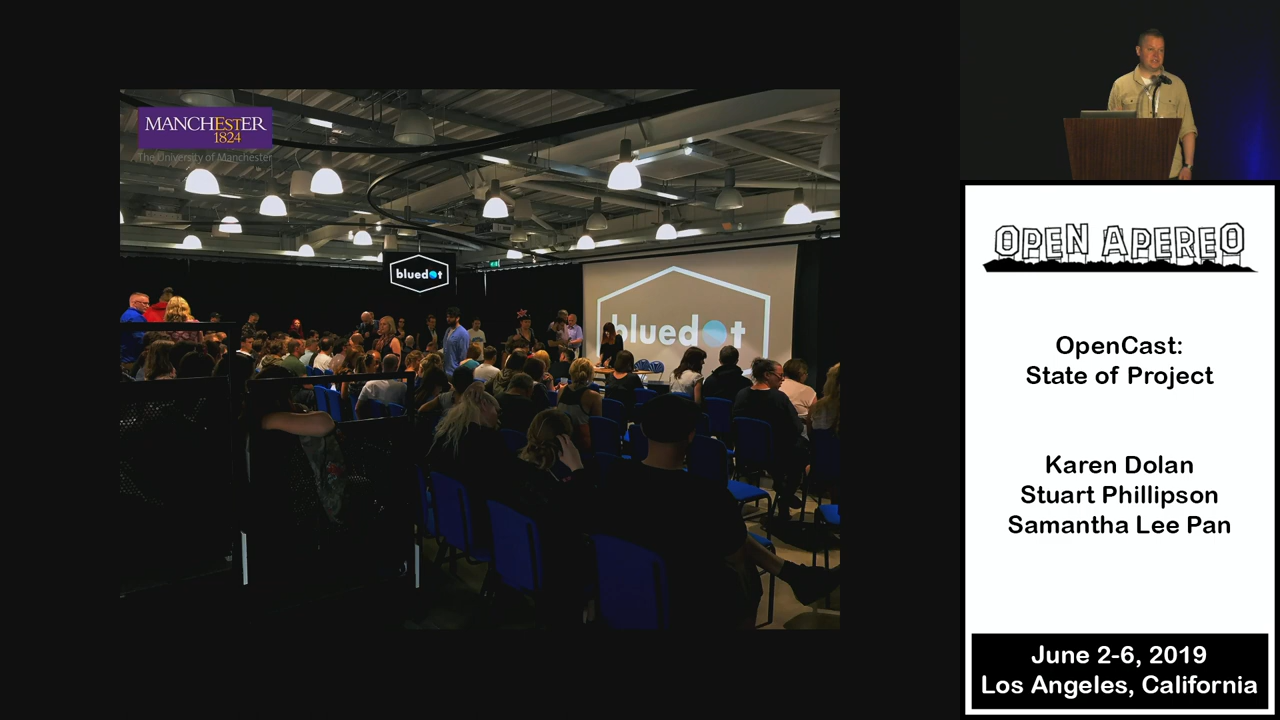 MANCHESTER
1824
The University of Manchester
bluedot
bluedot
OPEN APEREO
OpenCast:
State of Project
Karen Dolan
Stuart Phillipson
Samantha Lee Pan
June 2-6, 2019
Los Angeles, California